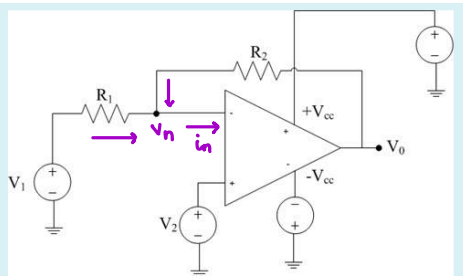 R₂
R₁
+Vcc
vn
in
V₀
-Vcc
V₁
V₂
+
−
+
−
+
−
-
+
+
-
−
+